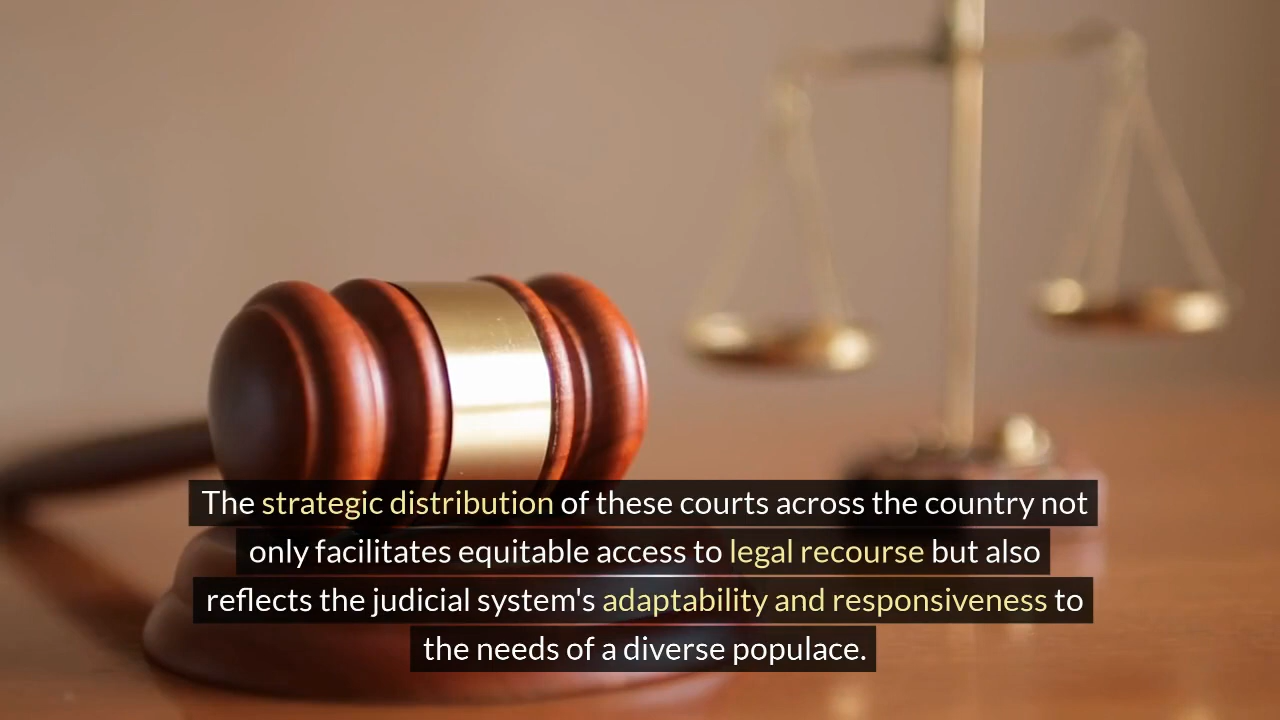 The strategic distribution of these courts across the country not
only facilitates equitable access to legal recourse but also
reflects the judicial system's adaptability and responsiveness to
the needs of a diverse populace.